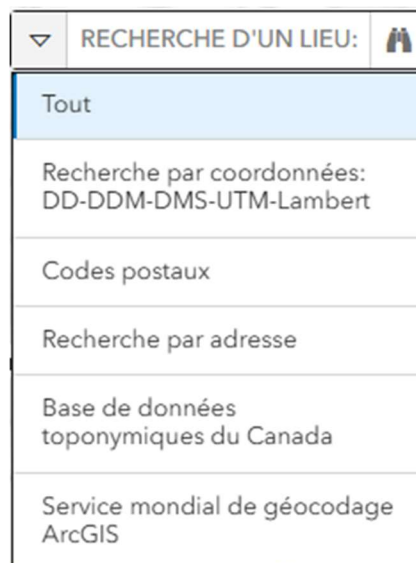 RECHERCHE D'UN LIEU:
Tout
Recherche par coordonnées:
DD-DDM-DMS-UTM-Lambert
Codes postaux
Recherche par adresse
Base de données
toponymiques du Canada
Service mondial de géocodage
ArcGIS